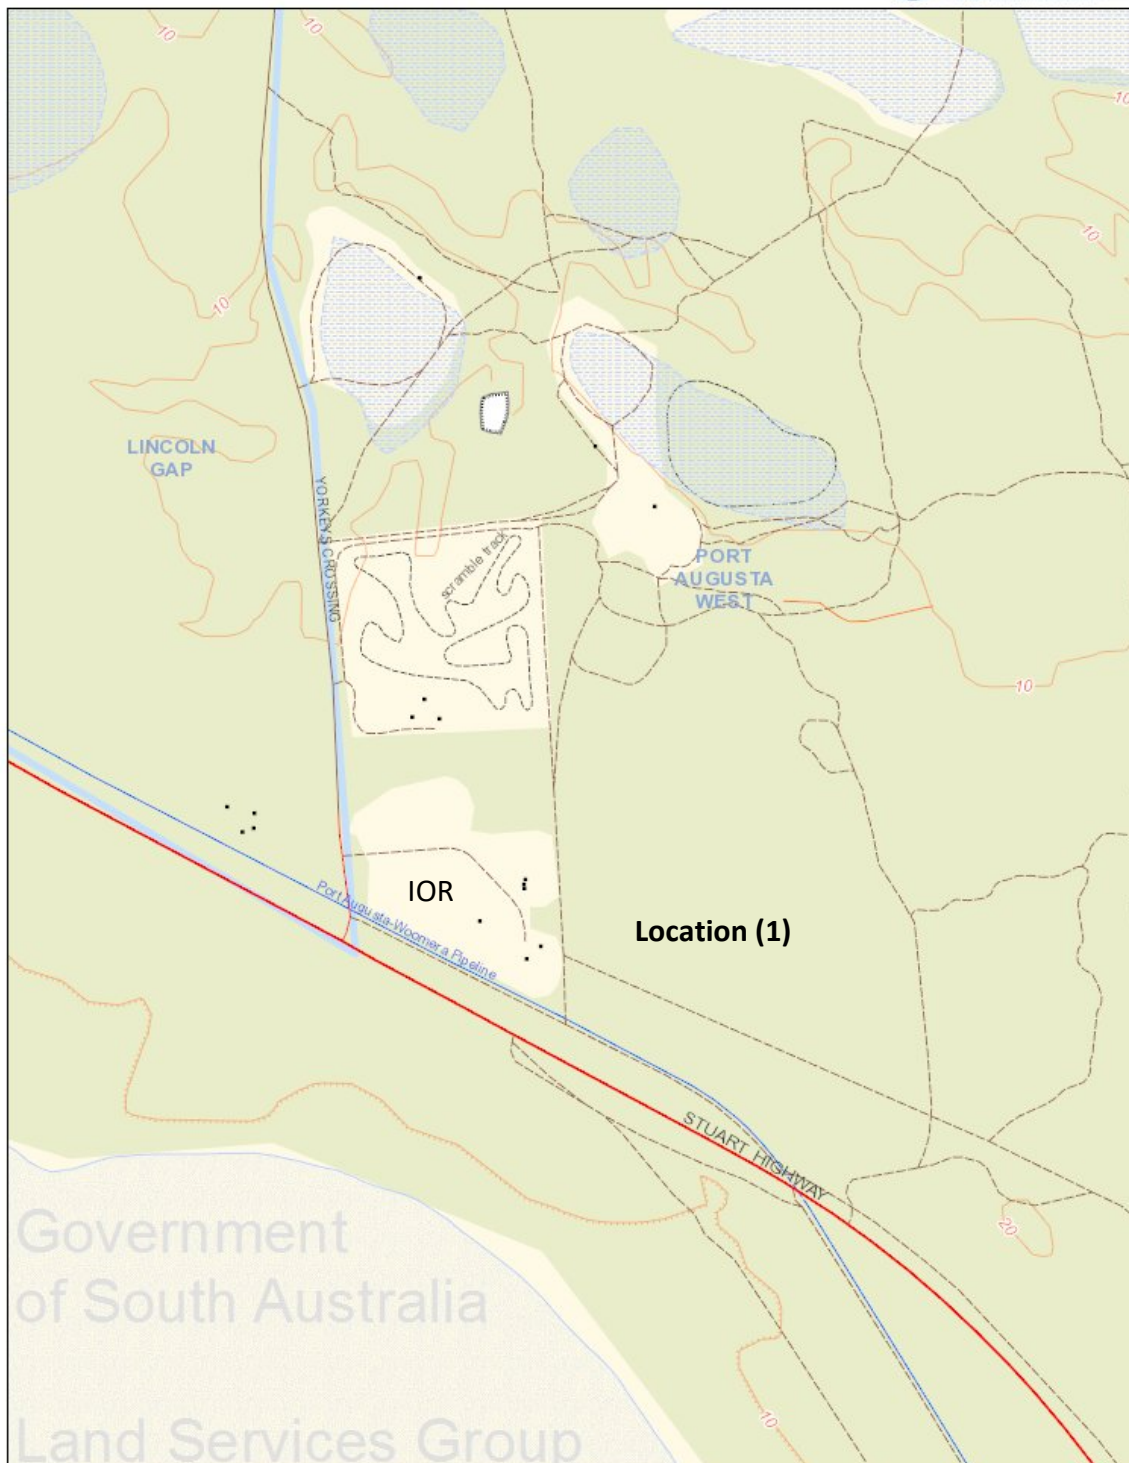 10
10
10
10
10
LINCOLN
GAP
YORKEYS CROSSING
scramble track
PORT
AUGUSTA
WEST
10
IOR
Port Augusta-Woomera Pipeline
Location (1)
STUART HIGHWAY
20
Government
of South Australia
10
Land Services Group